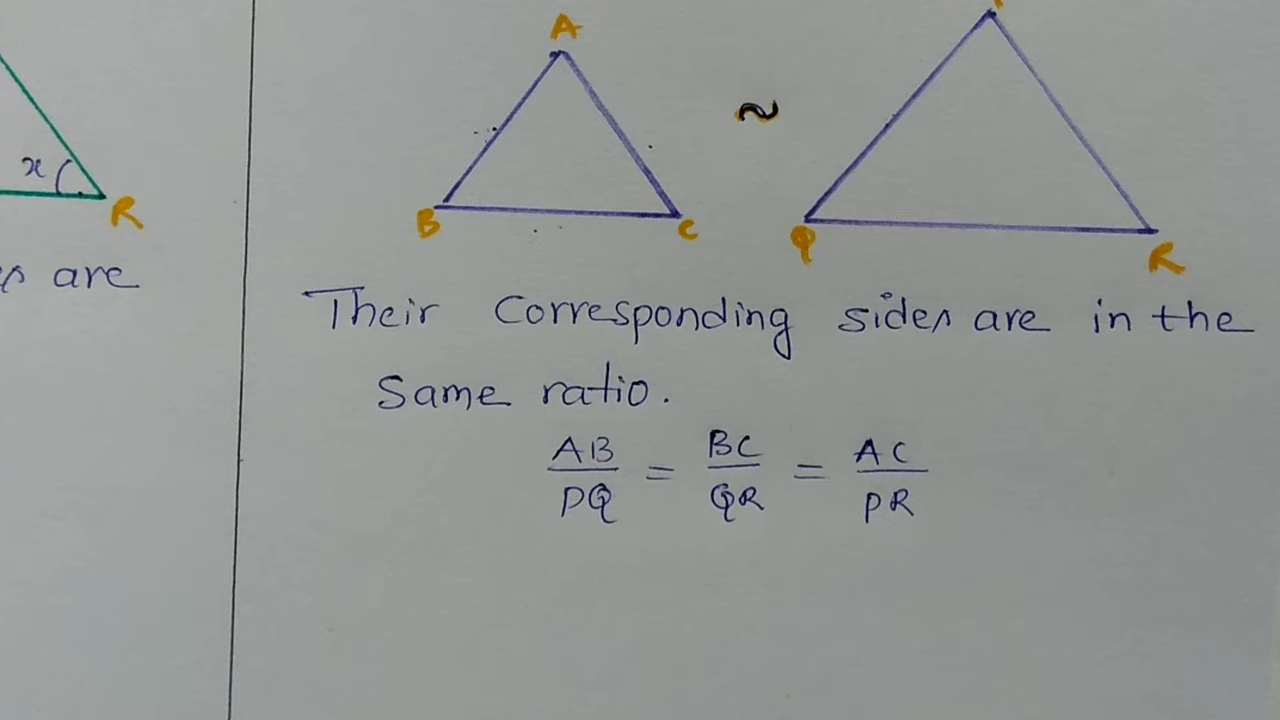 A
~
B
C
Q
R
x
R
are
Their Corresponding sides are in the
Same ratio.
AB/PQ = BC/QR = AC/PR